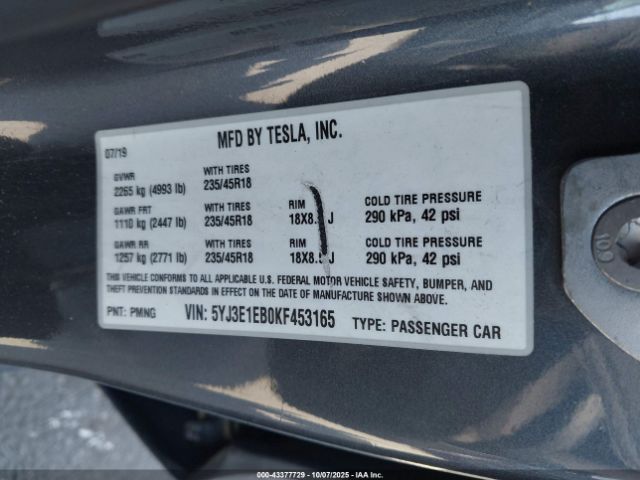 MFD BY TESLA, INC.
07/19
GVWR WITH TIRES
2265 kg (4993 lb) 235/45R18
GAWR FRT WITH TIRES RIM COLD TIRE PRESSURE
1110 kg (2447 lb) 235/45R18 18X8. J 290 kPa, 42 psi
GAWR RR WITH TIRES RIM COLD TIRE PRESSURE
1257 kg (2771 lb) 235/45R18 18X8.5J 290 kPa, 42 psi
THIS VEHICLE CONFORMS TO ALL APPLICABLE U.S. FEDERAL MOTOR VEHICLE SAFETY, BUMPER, AND
THEFT PREVENTION STANDARDS IN EFFECT ON THE DATE OF MANUFACTURE SHOWN ABOVE.
PNT: PMNG VIN: 5YJ3E1EB0KF453165 TYPE: PASSENGER CAR
109
000-43377729 - 10/07/2025 - IAA Inc.